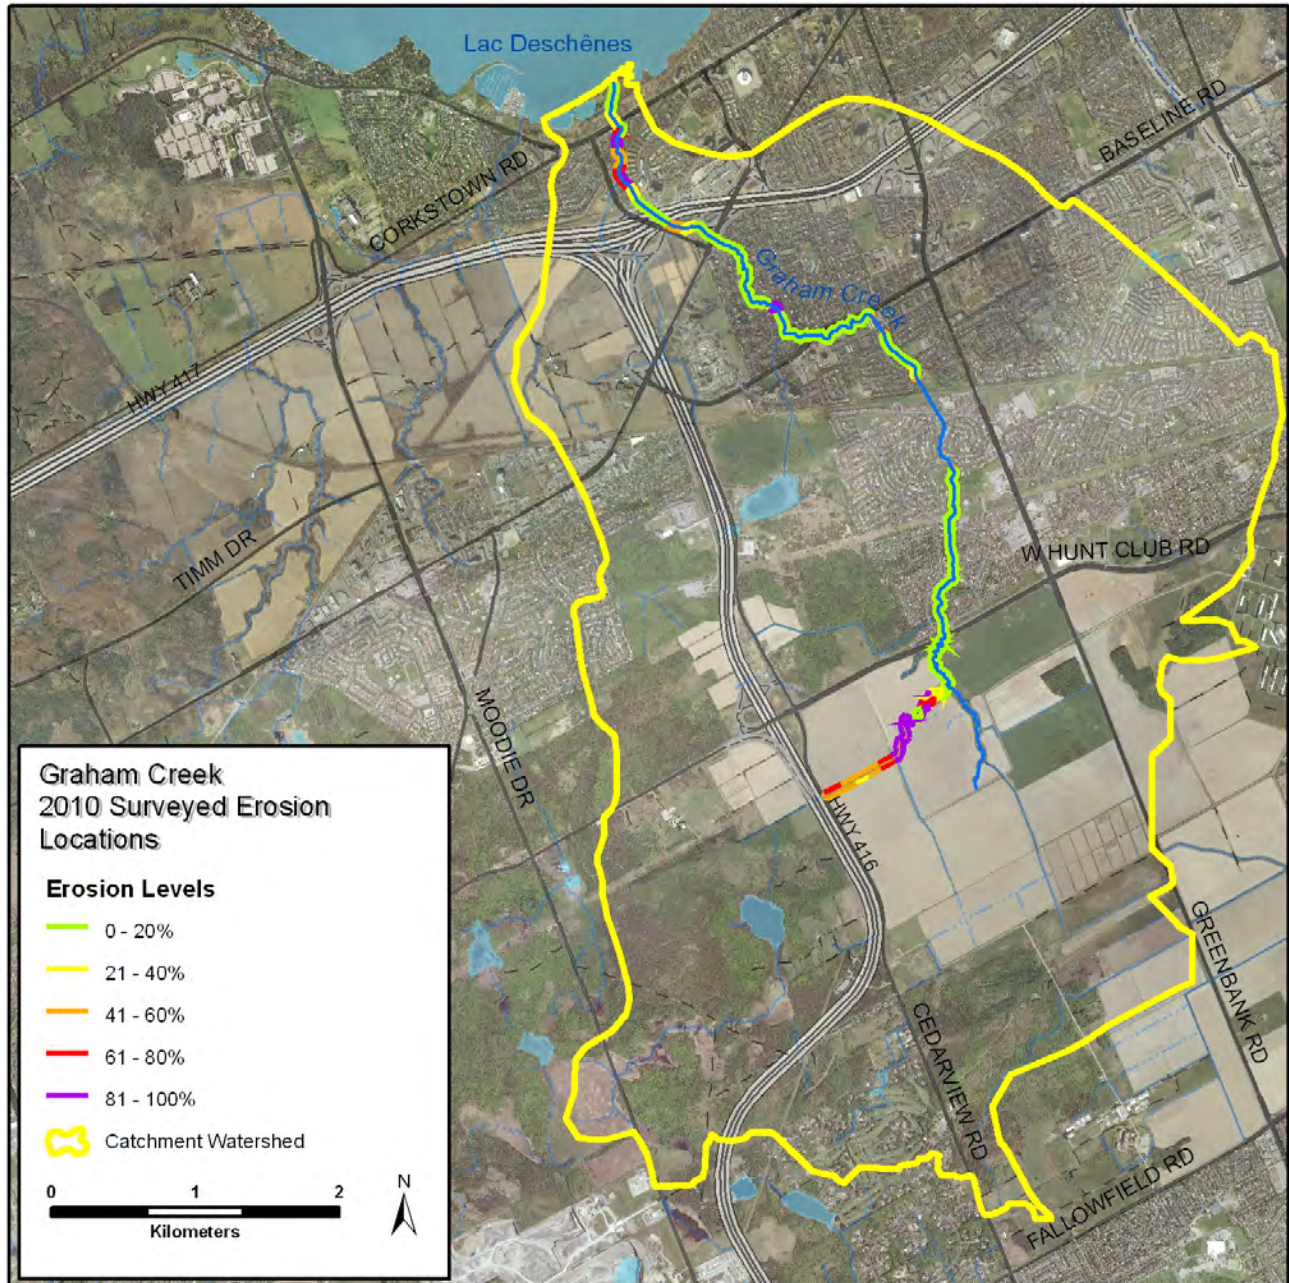 Lac Deschênes
BASELINE RD
CORKSTOWN RD
Graham Creek
HWY 417
TIMM DR
W HUNT CLUB RD
MOODIE DR
HWY 416
GREENBANK RD
CEDARVIEW RD
FALLOWFIELD RD
Graham Creek
2010 Surveyed Erosion
Locations
Erosion Levels
0 - 20%
21 - 40%
41 - 60%
61 - 80%
81 - 100%
Catchment Watershed
0 1 2
Kilometers
N